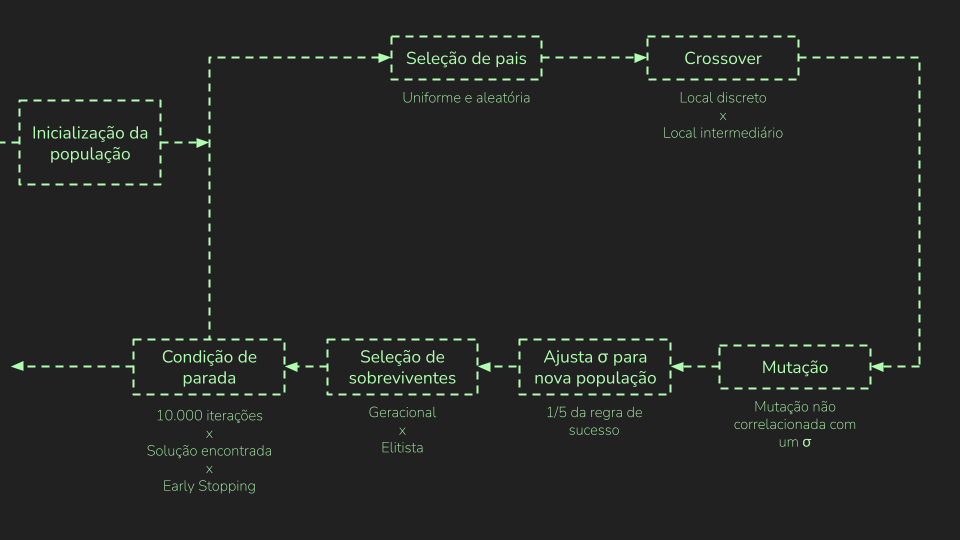 Inicialização da
população
Seleção de pais
Uniforme e aleatória
Crossover
Local discreto
x
Local intermediário
Mutação
Mutação não
correlacionada com
um σ
Ajusta σ para
nova população
1/5 da regra de
sucesso
Seleção de
sobreviventes
Geracional
x
Elitista
Condição de
parada
10.000 iterações
x
Solução encontrada
x
Early Stopping